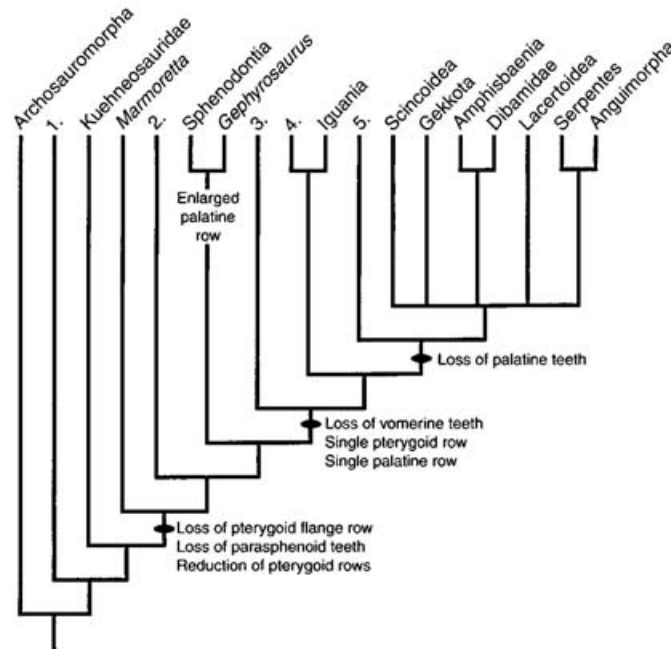 Archosauromorpha
1.
Kuehneosauridae
Marmoretta
2.
Sphenodontia
Gephyrosaurus
3.
4.
Iguania
5.
Scincoidea
Gekkota
Amphisbaenia
Dibamidae
Lacertoidea
Serpentes
Anguimorpha
Enlarged
palatine
row
Loss of palatine teeth
Loss of vomerine teeth
Single pterygoid row
Single palatine row
Loss of pterygoid flange row
Loss of parasphenoid teeth
Reduction of pterygoid rows